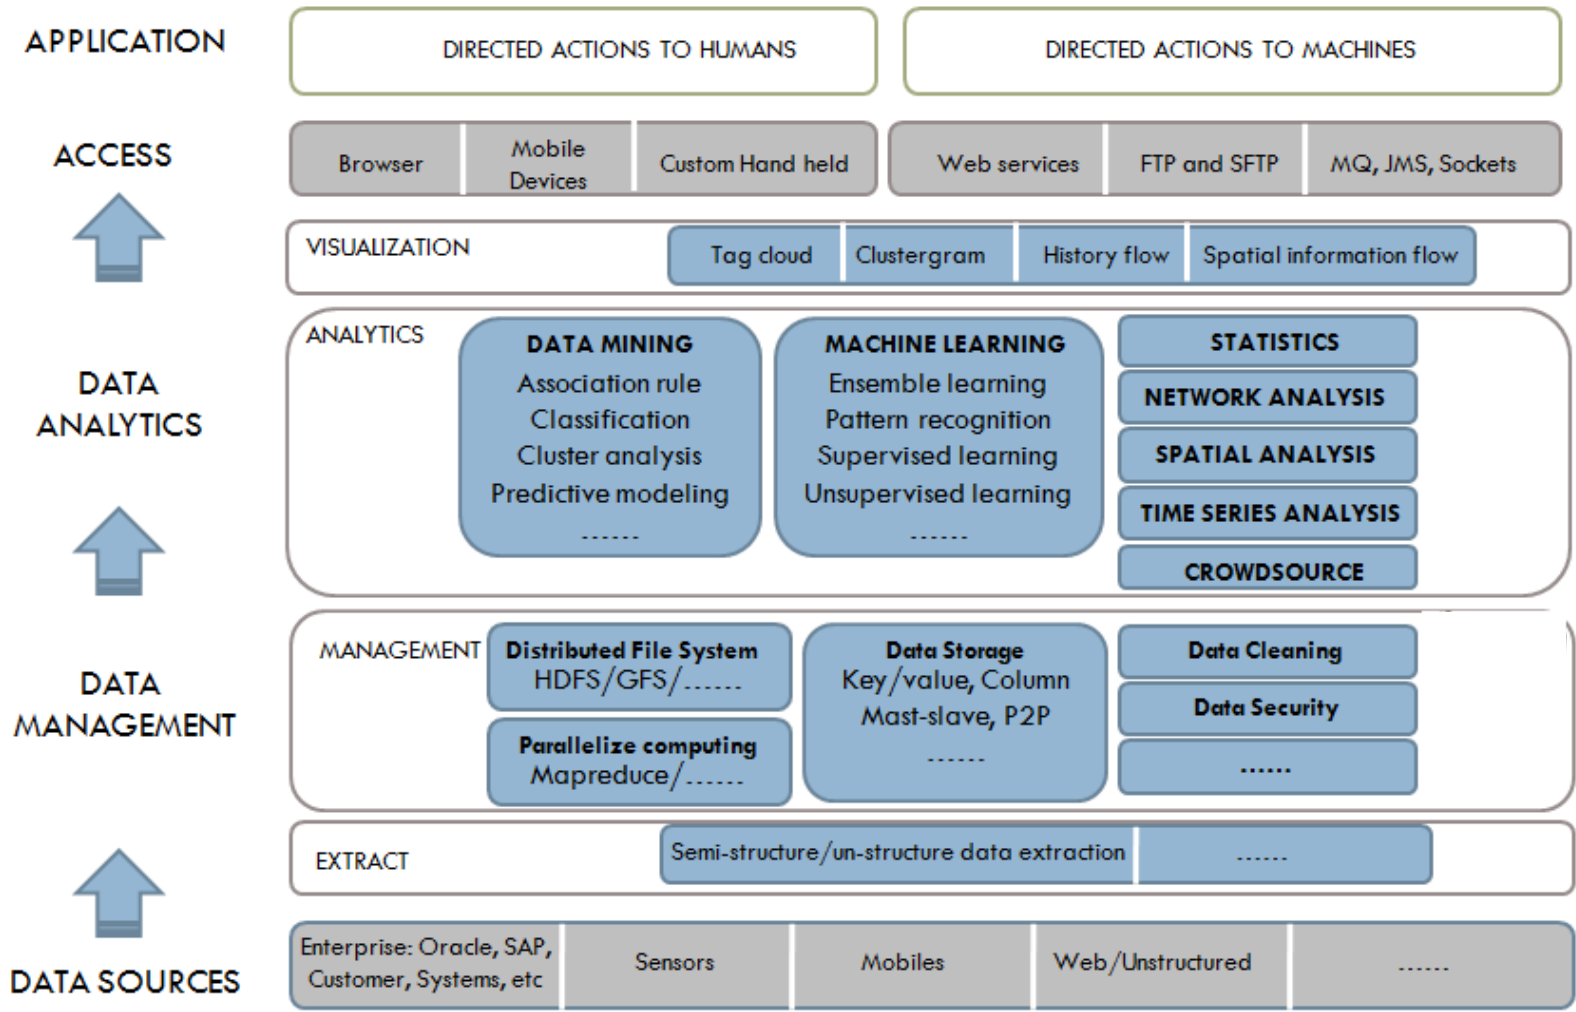 APPLICATION
DIRECTED ACTIONS TO HUMANS
DIRECTED ACTIONS TO MACHINES
ACCESS
Browser
Mobile
Devices
Custom Hand held
Web services
FTP and SFTP
MQ, JMS, Sockets
VISUALIZATION
Tag cloud
Clustergram
History flow
Spatial information flow
DATA
ANALYTICS
ANALYTICS
DATA MINING
Association rule
Classification
Cluster analysis
Predictive modeling
......
MACHINE LEARNING
Ensemble learning
Pattern recognition
Supervised learning
Unsupervised learning
......
STATISTICS
NETWORK ANALYSIS
SPATIAL ANALYSIS
TIME SERIES ANALYSIS
CROWDSOURCE
DATA
MANAGEMENT
MANAGEMENT
Distributed File System
HDFS/GFS/......
Parallelize computing
Mapreduce/......
Data Storage
Key/value, Column
Mast-slave, P2P
......
Data Cleaning
Data Security
......
EXTRACT
Semi-structure/un-structure data extraction
......
DATA SOURCES
Enterprise: Oracle, SAP,
Customer, Systems, etc
Sensors
Mobiles
Web/Unstructured
......